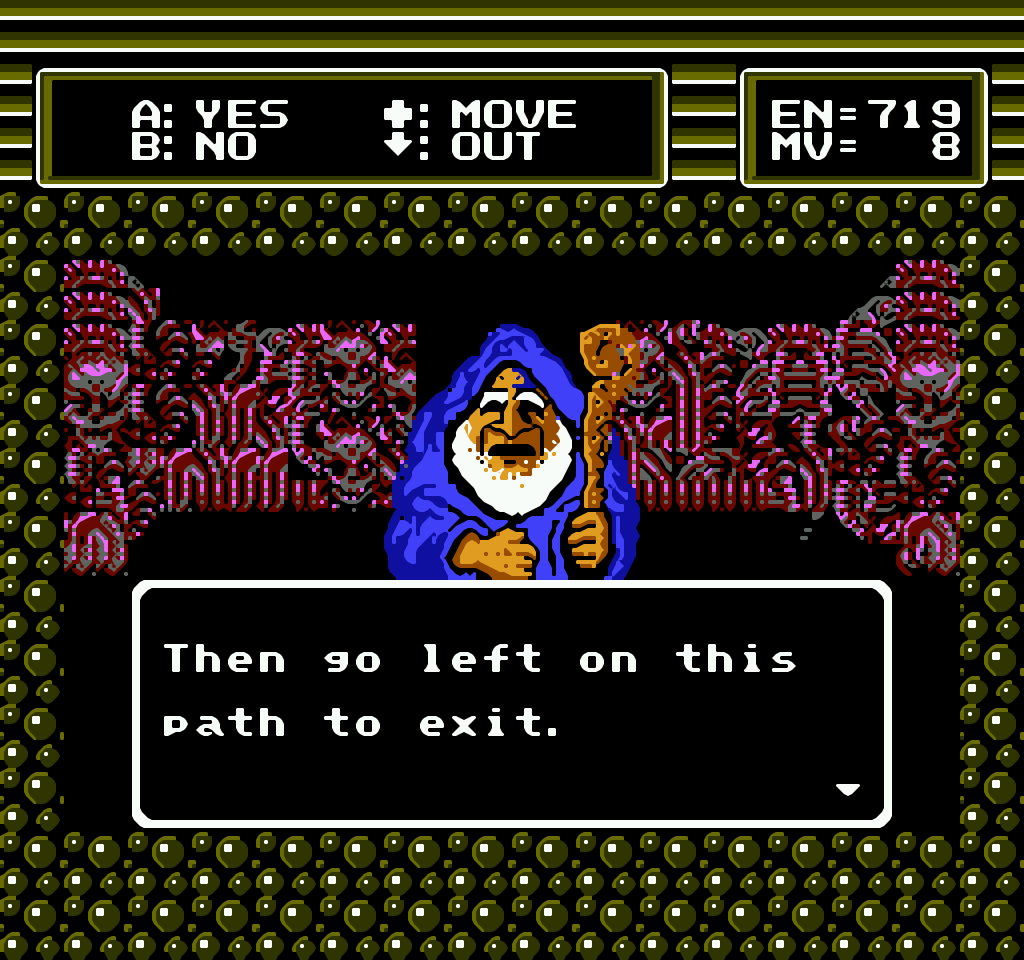 A: YES ✚: MOVE
B: NO ⬇: OUT
EN=719
MV= 8
Then go left on this
path to exit.